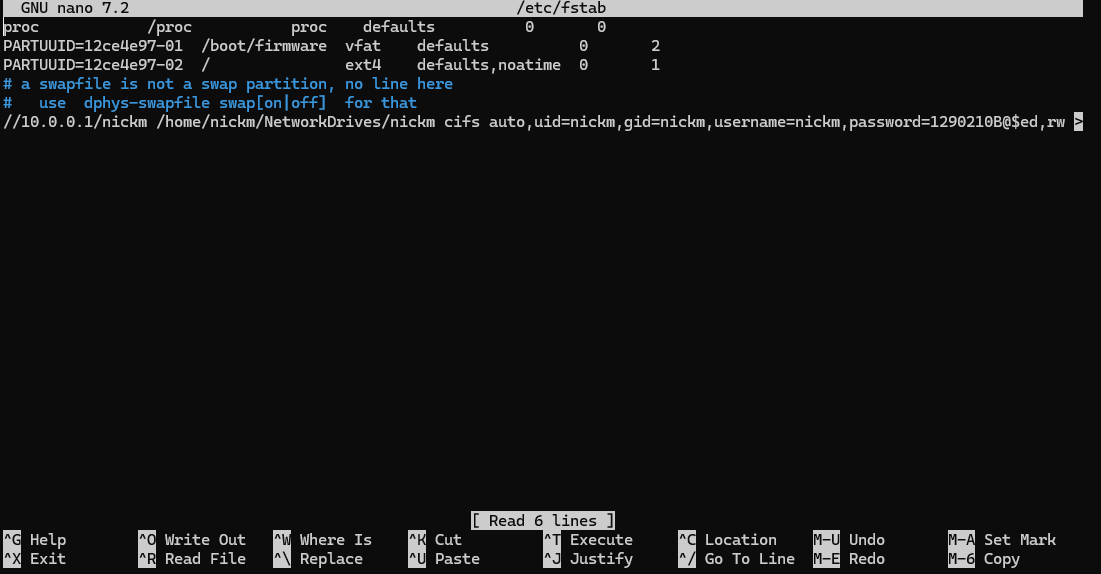 GNU nano 7.2 /etc/fstab
proc /proc proc defaults 0 0
PARTUUID=12ce4e97-01 /boot/firmware vfat defaults 0 2
PARTUUID=12ce4e97-02 / ext4 defaults,noatime 0 1
# a swapfile is not a swap partition, no line here
#   use  dphys-swapfile swap[on|off]  for that
//10.0.0.1/nickm /home/nickm/NetworkDrives/nickm cifs auto,uid=nickm,gid=nickm,username=nickm,password=1290210B@$ed,rw >
[ Read 6 lines ]
^G Help ^O Write Out ^W Where Is ^K Cut ^T Execute ^C Location M-U Undo M-A Set Mark
^X Exit ^R Read File ^\ Replace ^U Paste ^J Justify ^/ Go To Line M-E Redo M-6 Copy